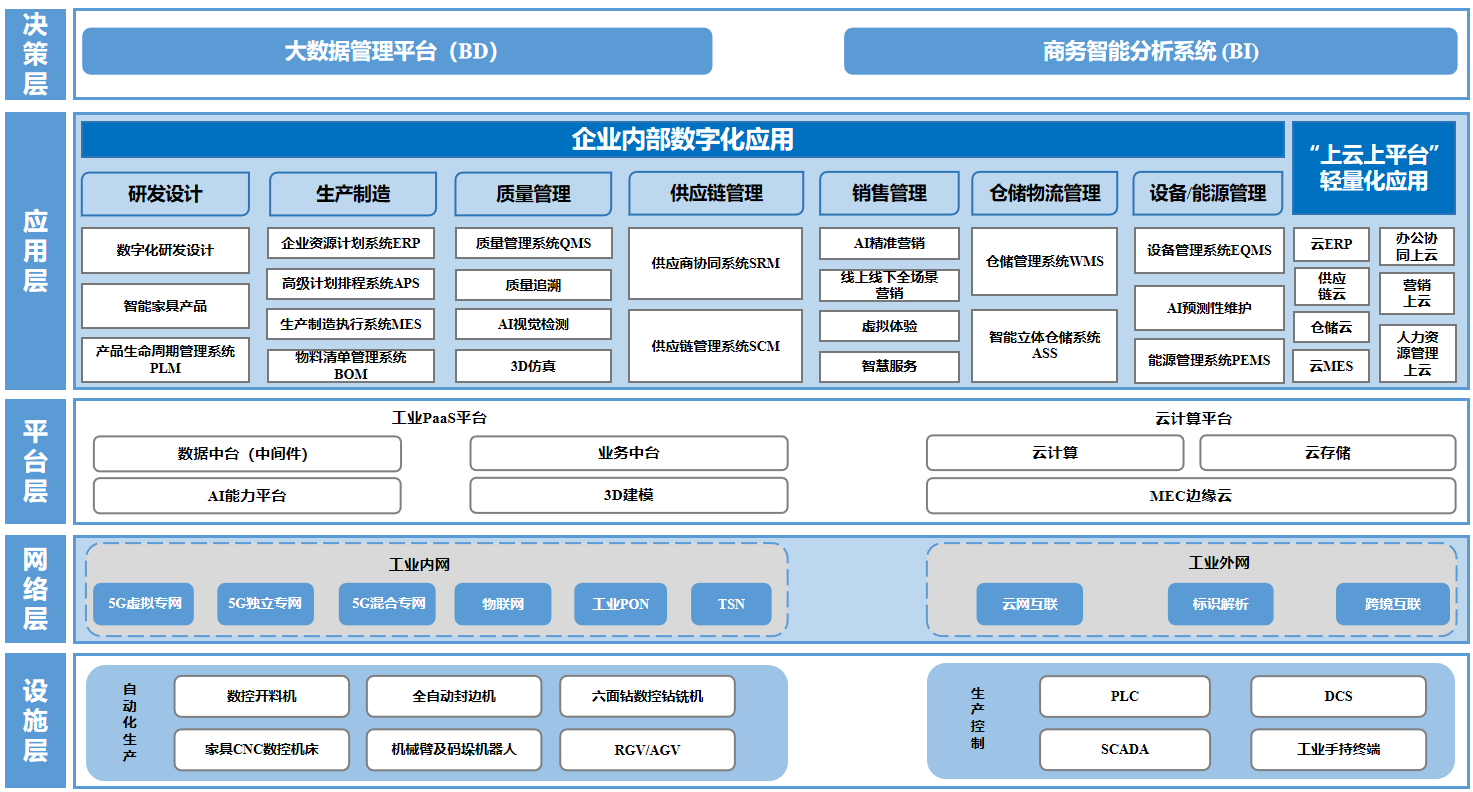 决
策
层
大数据管理平台（BD）
商务智能分析系统 (BI)
应
用
层
企业内部数字化应用
“上云上平台”
轻量化应用
研发设计
生产制造
质量管理
供应链管理
销售管理
仓储物流管理
设备/能源管理
数字化研发设计
智能家具产品
产品生命周期管理系统
PLM
企业资源计划系统ERP
高级计划排程系统APS
生产制造执行系统MES
物料清单管理系统
BOM
质量管理系统QMS
质量追溯
AI视觉检测
3D仿真
供应商协同系统SRM
供应链管理系统SCM
AI精准营销
线上线下全场景
营销
虚拟体验
智慧服务
仓储管理系统WMS
智能立体仓储系统
ASS
设备管理系统EQMS
AI预测性维护
能源管理系统PEMS
云ERP
供应
链云
仓储云
云MES
办公协
同上云
营销
上云
人力资
源管理
上云
平
台
层
工业PaaS平台
数据中台（中间件）
业务中台
AI能力平台
3D建模
云计算平台
云计算
云存储
MEC边缘云
网
络
层
工业内网
5G虚拟专网
5G独立专网
5G混合专网
物联网
工业PON
TSN
工业外网
云网互联
标识解析
跨境互联
设
施
层
自
动
化
生
产
数控开料机
全自动封边机
六面钻数控钻铣机
家具CNC数控机床
机械臂及码垛机器人
RGV/AGV
生
产
控
制
PLC
DCS
SCADA
工业手持终端